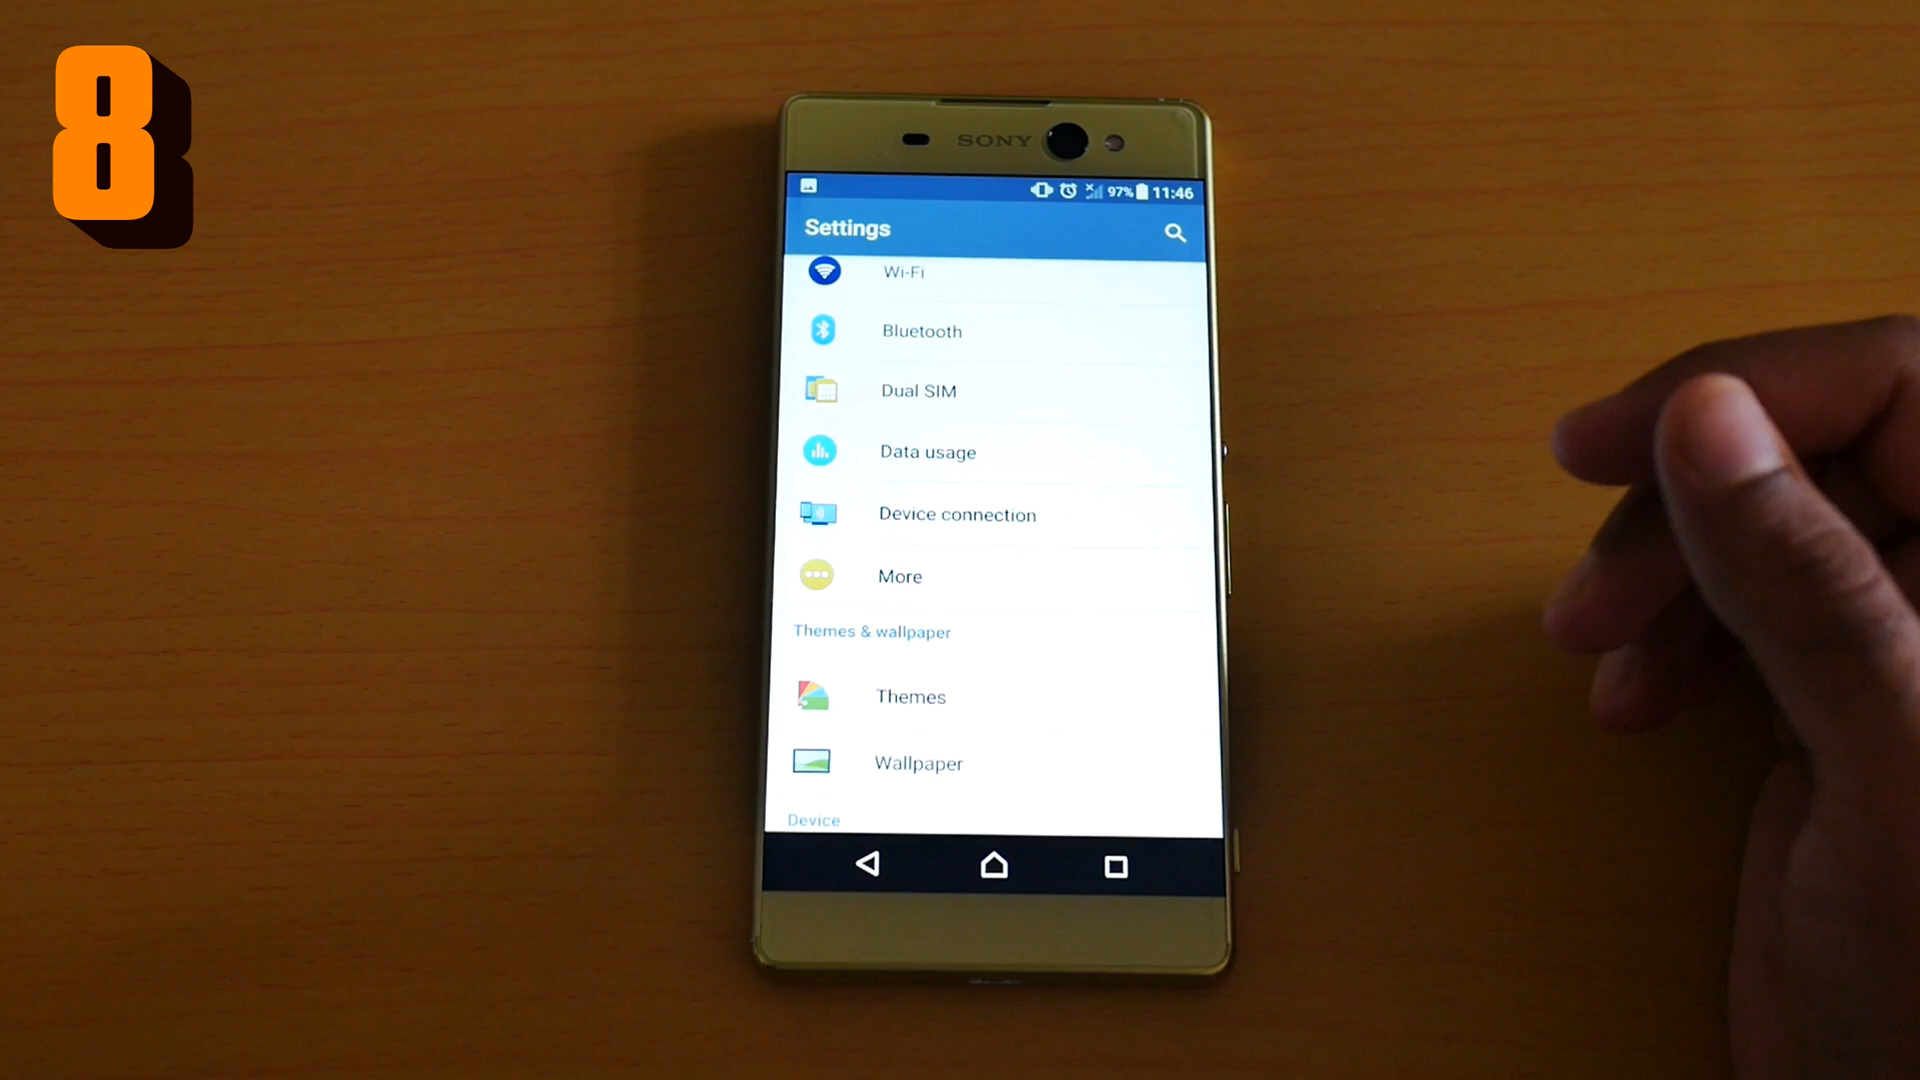 8
SONY
97% 11:46
Settings
Wi-Fi
Bluetooth
Dual SIM
Data usage
Device connection
More
Themes & wallpaper
Themes
Wallpaper
Device